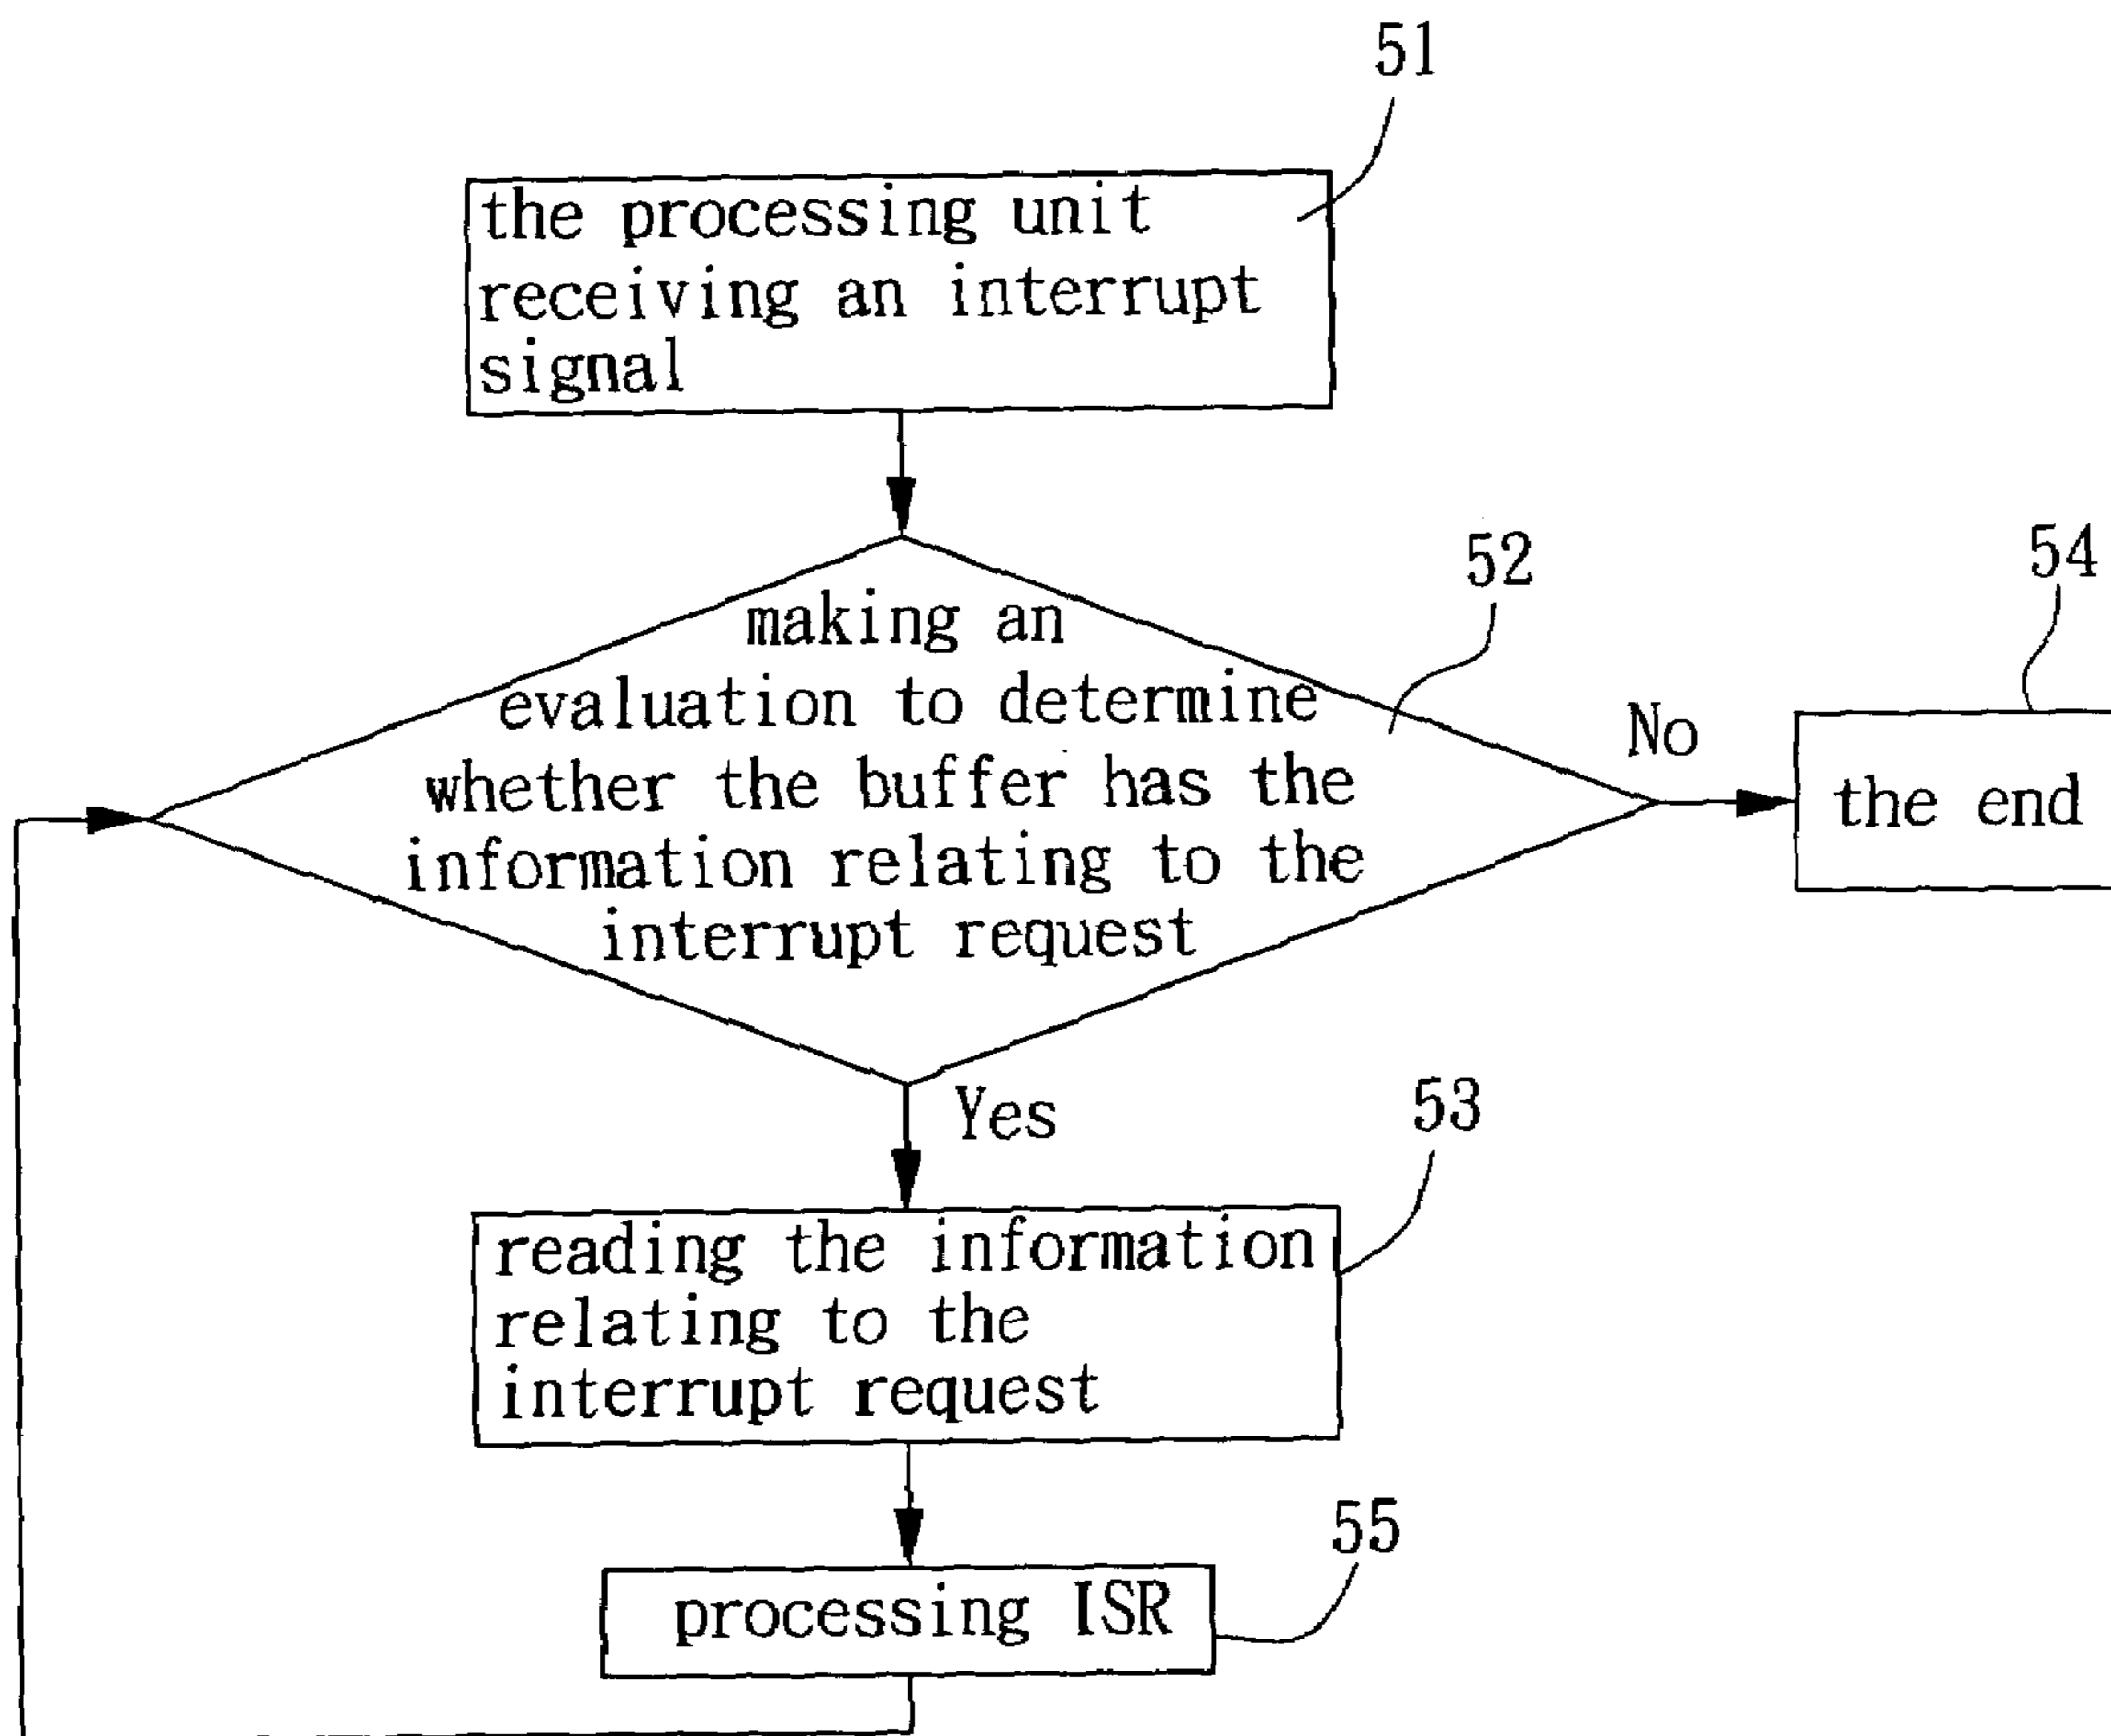 51
the processing unit
receiving an interrupt
signal
52
making an
evaluation to determine
whether the buffer has the
information relating to the
interrupt request
No
54
the end
Yes
53
reading the information
relating to the
interrupt request
55
processing ISR